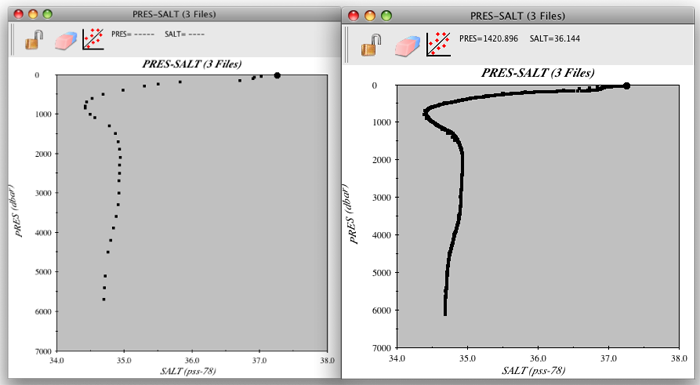 PRES-SALT (3 Files)
PRES= ----- SALT= ----
PRES-SALT (3 Files)
0
1000
2000
3000
4000
5000
6000
7000
PRES (dbar)
34.0 35.0 36.0 37.0 38.0
SALT (pss-78)
PRES-SALT (3 Files)
PRES=1420.896 SALT=36.144
PRES-SALT (3 Files)
0
1000
2000
3000
4000
5000
6000
7000
PRES (dbar)
34.0 35.0 36.0 37.0 38.0
SALT (pss-78)